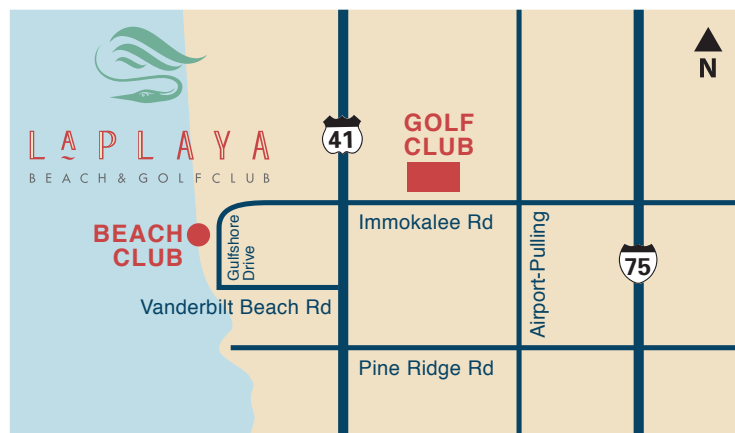 N
LAPLAYA
BEACH & GOLF CLUB
41
GOLF
CLUB
BEACH
CLUB
Gulfshore
Drive
Immokalee Rd
Airport-Pulling
75
Vanderbilt Beach Rd
Pine Ridge Rd